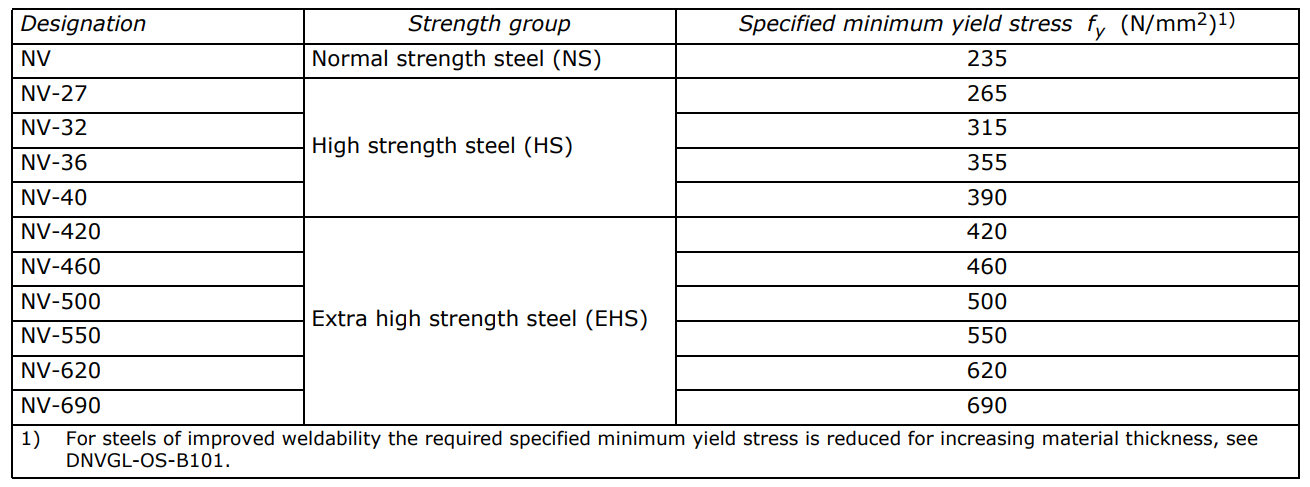 Designation Strength group Specified minimum yield stress fy (N/mm2)1)
NV Normal strength steel (NS) 235
NV-27 265
NV-32 315
High strength steel (HS)
NV-36 355
NV-40 390
NV-420 420
NV-460 460
NV-500 500
Extra high strength steel (EHS)
NV-550 550
NV-620 620
NV-690 690
1) For steels of improved weldability the required specified minimum yield stress is reduced for increasing material thickness, see
DNVGL-OS-B101.